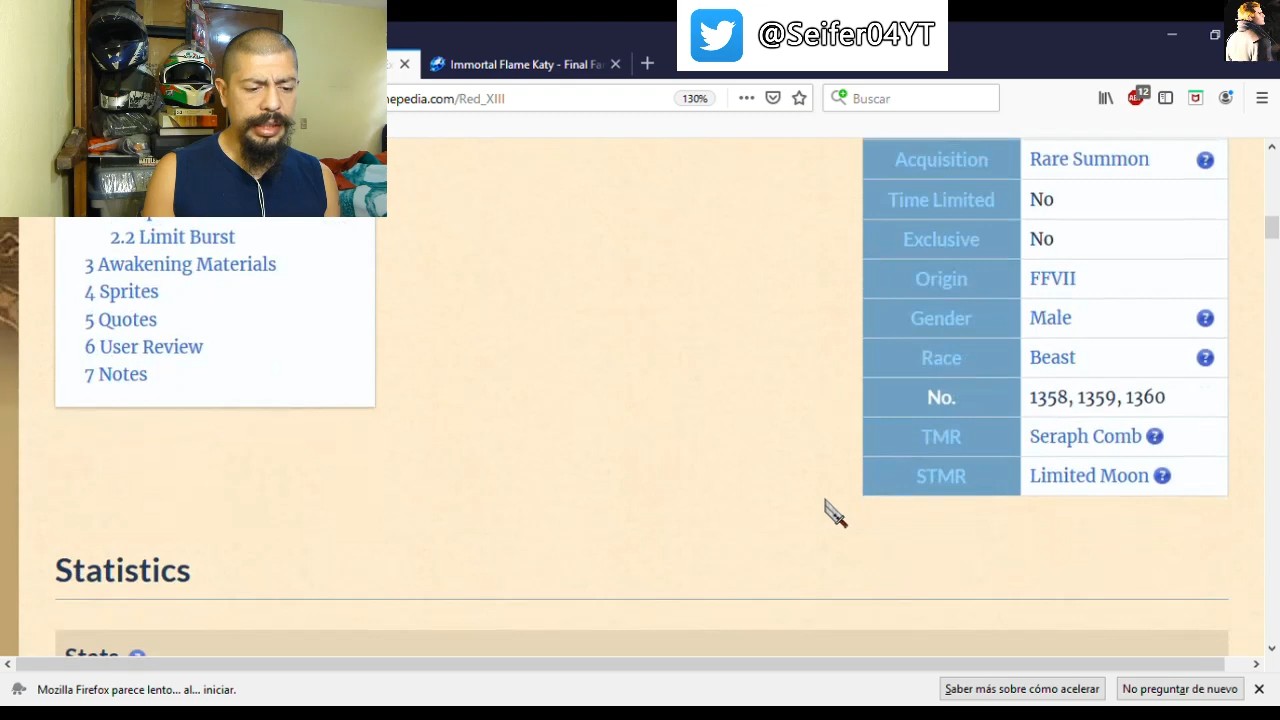 @Seifer04YT
Immortal Flame Katy - Final Fa
epedia.com/Red_XIII
130%
Buscar
12
Acquisition Rare Summon
Time Limited No
Exclusive No
Origin FFVII
Gender Male
Race Beast
No. 1358, 1359, 1360
TMR Seraph Comb
STMR Limited Moon
2.2 Limit Burst
3 Awakening Materials
4 Sprites
5 Quotes
6 User Review
7 Notes
Statistics
Stats
Mozilla Firefox parece lento... al... iniciar.
Saber más sobre cómo acelerar
No preguntar de nuevo